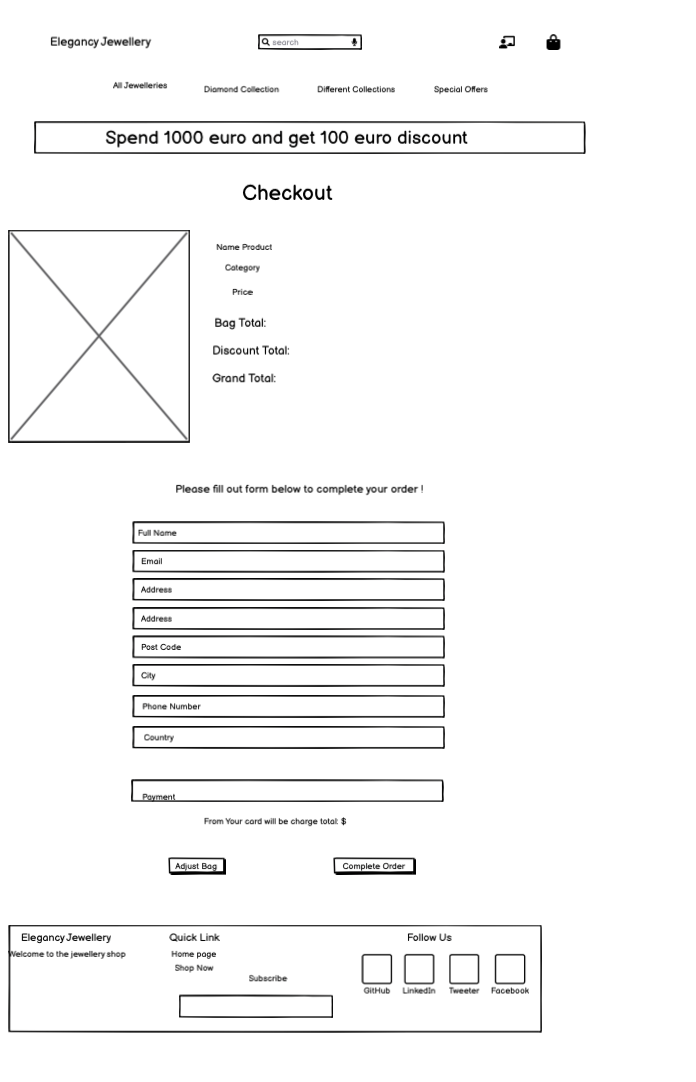 Elegancy Jewellery
search
All Jewelleries
Diamond Collection
Different Collections
Special Offers
Spend 1000 euro and get 100 euro discount
Checkout
Name Product
Category
Price
Bag Total:
Discount Total:
Grand Total:
Please fill out form below to complete your order !
Full Name
Email
Address
Address
Post Code
City
Phone Number
Country
Payment
From Your card will be charge total: $
Adjust Bag
Complete Order
Elegancy Jewellery
Welcome to the jewellery shop
Quick Link
Home page
Shop Now
Subscribe
Follow Us
GitHub
LinkedIn
Tweeter
Facebook